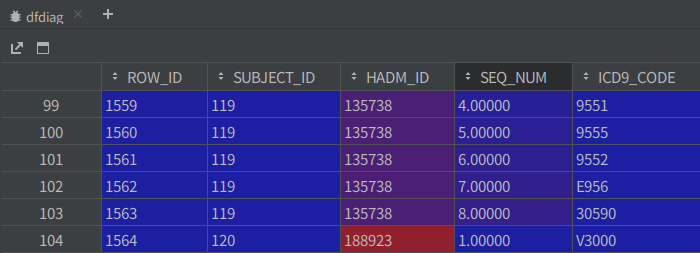 dfdiag
ROW_ID SUBJECT_ID HADM_ID SEQ_NUM ICD9_CODE
99 1559 119 135738 4.00000 9551
100 1560 119 135738 5.00000 9555
101 1561 119 135738 6.00000 9552
102 1562 119 135738 7.00000 E956
103 1563 119 135738 8.00000 30590
104 1564 120 188923 1.00000 V3000